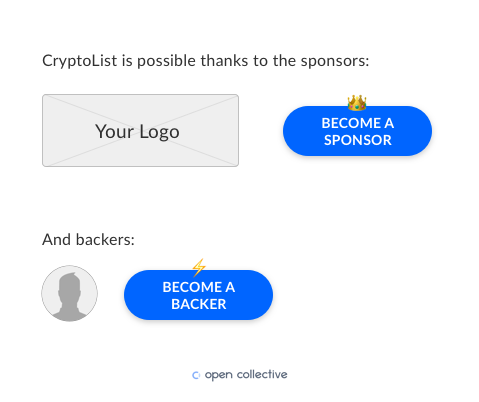 CryptoList is possible thanks to the sponsors:
Your Logo
BECOME A
SPONSOR
And backers:
BECOME A
BACKER
open collective